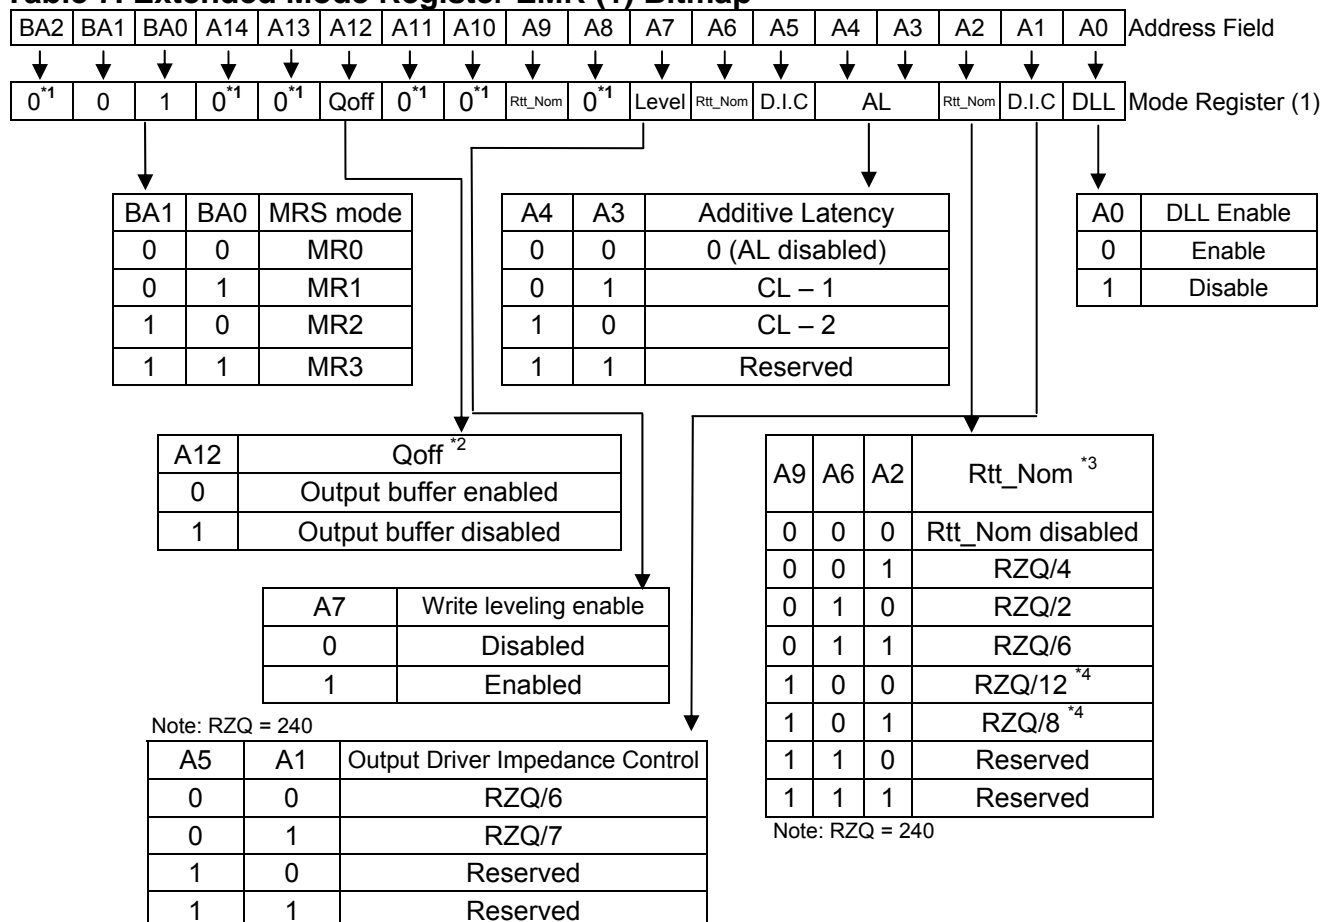 Table 7. Extended Mode Register EMR (1) Bitmap
BA2 BA1 BA0 A14 A13 A12 A11 A10 A9 A8 A7 A6 A5 A4 A3 A2 A1 A0 Address Field
0*1 0 1 0*1 0*1 Qoff 0*1 0*1 Rtt_Nom 0*1 Level Rtt_Nom D.I.C AL Rtt_Nom D.I.C DLL Mode Register (1)
BA1 BA0 MRS mode
0 0 MR0
0 1 MR1
1 0 MR2
1 1 MR3
A4 A3 Additive Latency
0 0 0 (AL disabled)
0 1 CL – 1
1 0 CL – 2
1 1 Reserved
A0 DLL Enable
0 Enable
1 Disable
A12 Qoff *2
0 Output buffer enabled
1 Output buffer disabled
A7 Write leveling enable
0 Disabled
1 Enabled
A9 A6 A2 Rtt_Nom *3
0 0 0 Rtt_Nom disabled
0 0 1 RZQ/4
0 1 0 RZQ/2
0 1 1 RZQ/6
1 0 0 RZQ/12 *4
1 0 1 RZQ/8 *4
1 1 0 Reserved
1 1 1 Reserved
Note: RZQ = 240
Note: RZQ = 240
A5 A1 Output Driver Impedance Control
0 0 RZQ/6
0 1 RZQ/7
1 0 Reserved
1 1 Reserved